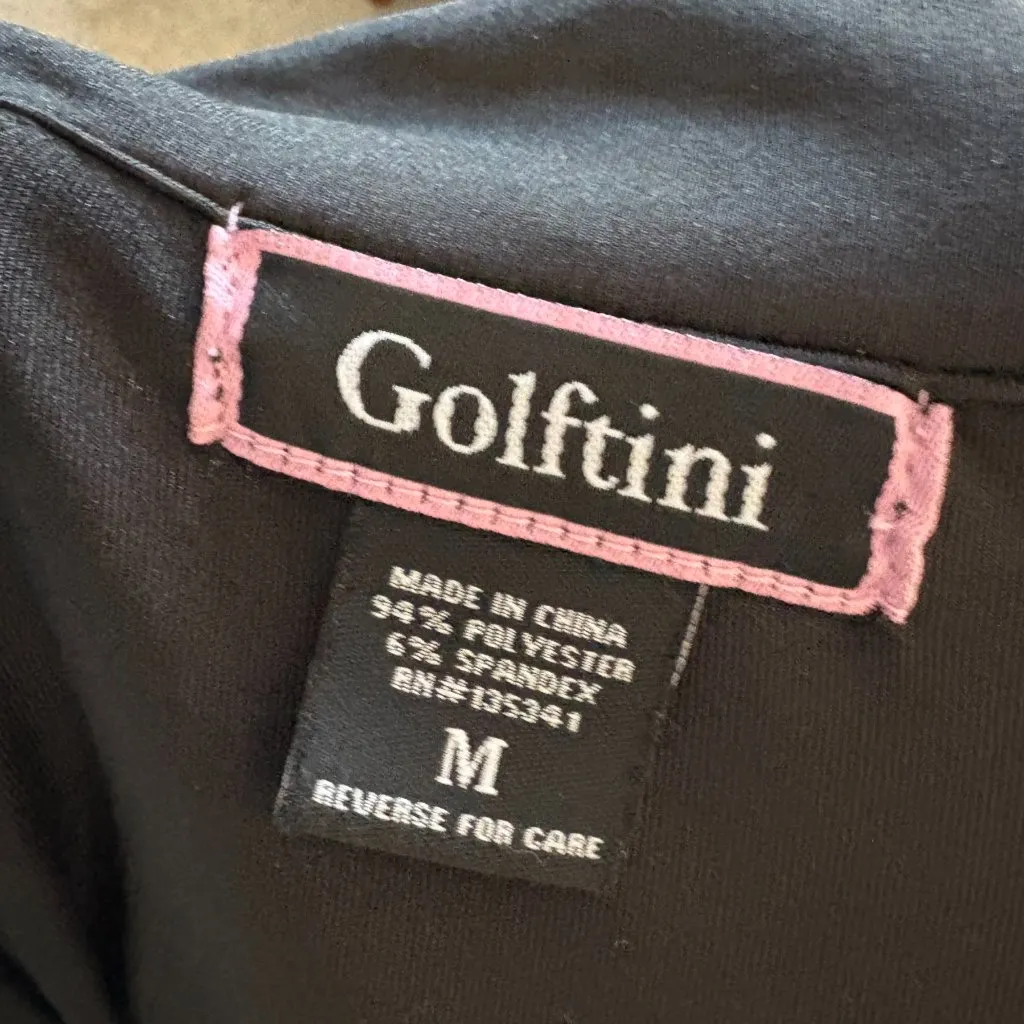 Golftini
MADE IN CHINA
94% POLYESTER
6% SPANDEX
RN#135341
M
REVERSE FOR CARE